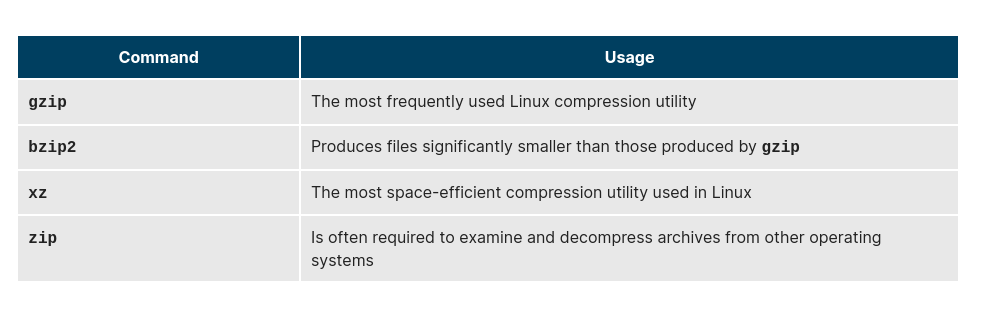 Command Usage
gzip The most frequently used Linux compression utility
bzip2 Produces files significantly smaller than those produced by gzip
xz The most space-efficient compression utility used in Linux
zip Is often required to examine and decompress archives from other operating
systems